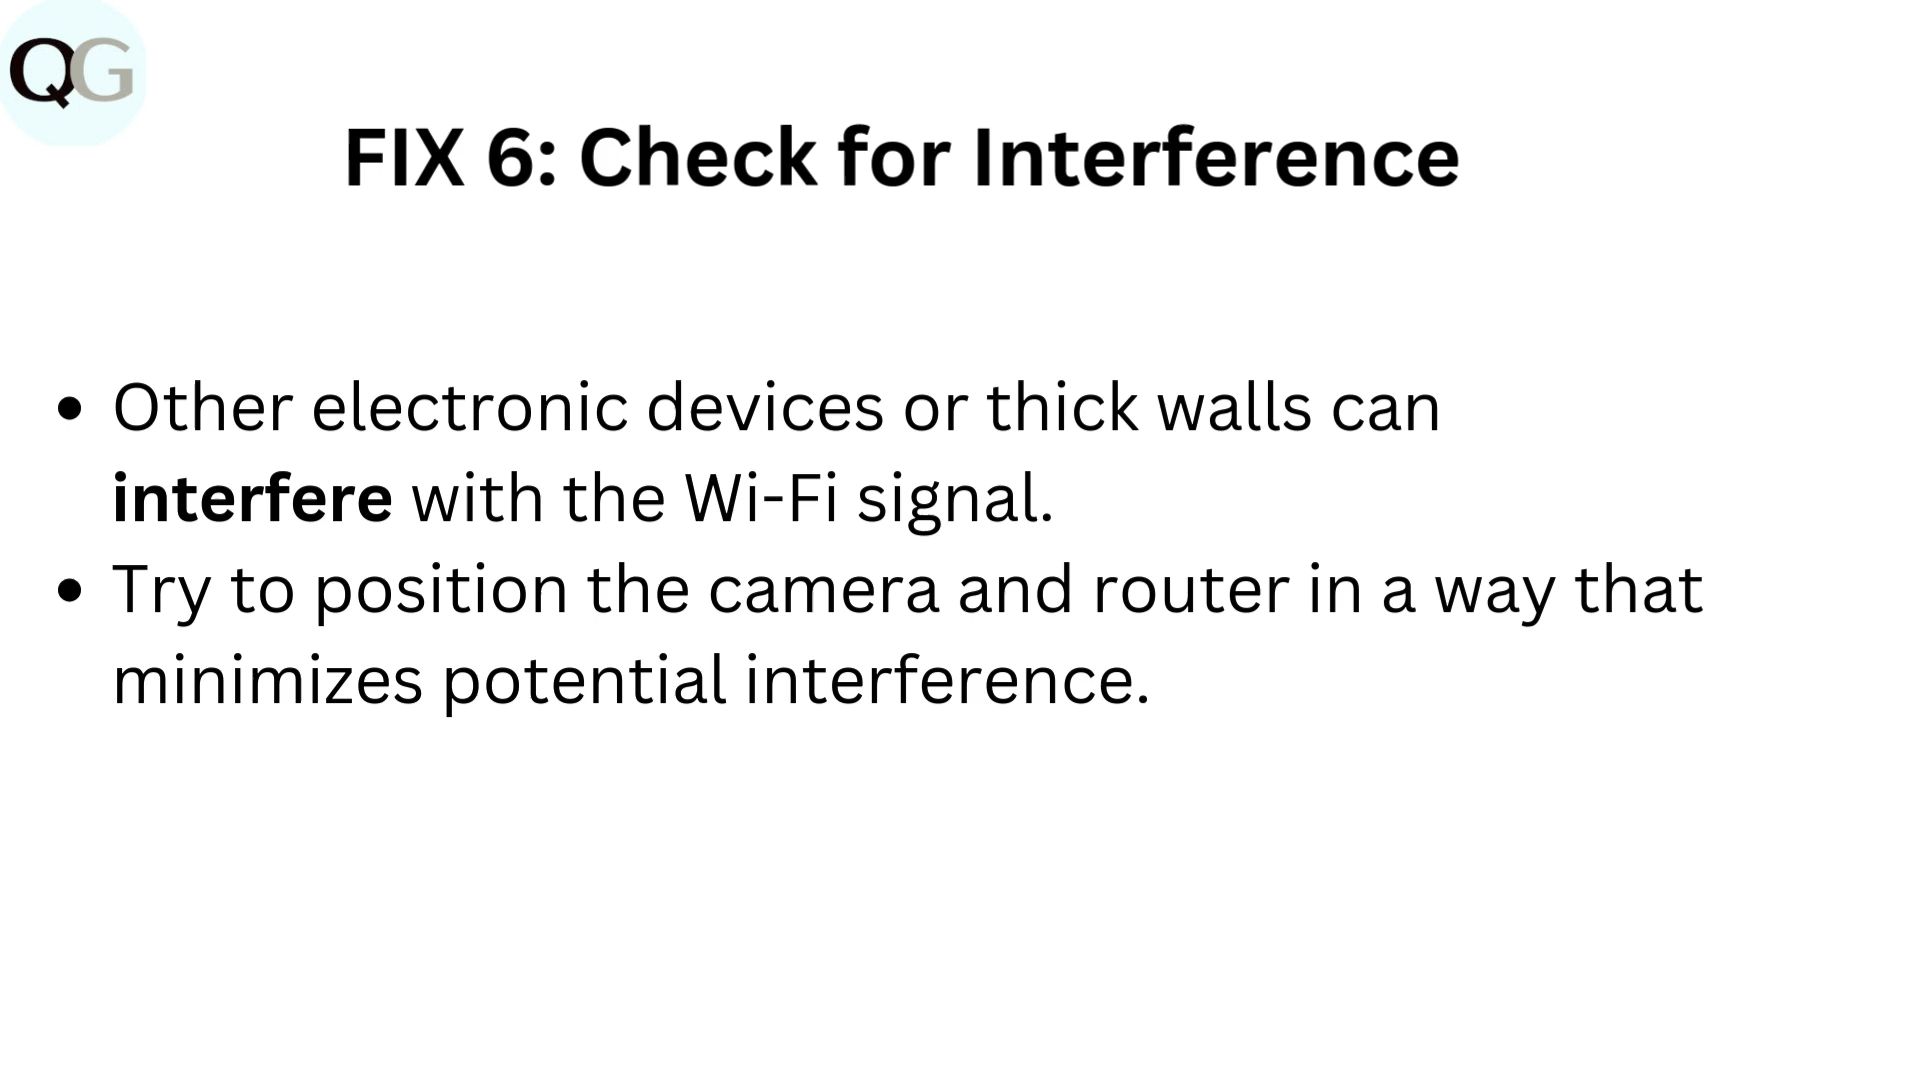 QG
FIX 6: Check for Interference
Other electronic devices or thick walls can
interfere with the Wi-Fi signal.
Try to position the camera and router in a way that
minimizes potential interference.